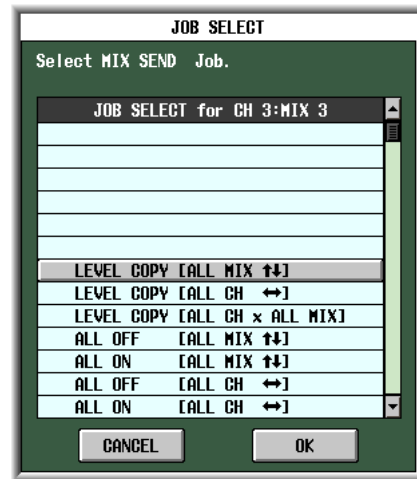 JOB SELECT
Select MIX SEND Job.
JOB SELECT for CH 3:MIX 3
LEVEL COPY [ALL MIX ↑↓]
LEVEL COPY [ALL CH ↔]
LEVEL COPY [ALL CH x ALL MIX]
ALL OFF [ALL MIX ↑↓]
ALL ON [ALL MIX ↑↓]
ALL OFF [ALL CH ↔]
ALL ON [ALL CH ↔]
CANCEL OK